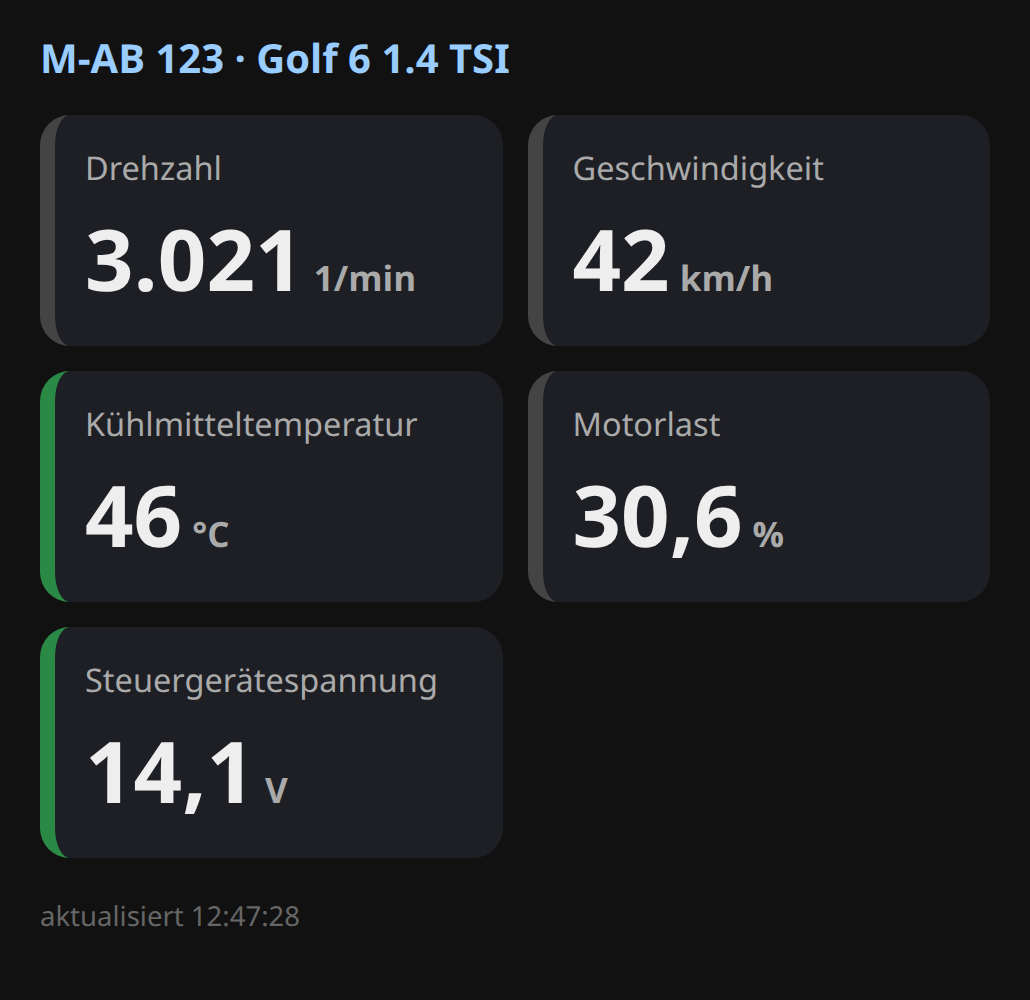 M-AB 123 · Golf 6 1.4 TSI
Drehzahl
3.021 1/min
Geschwindigkeit
42 km/h
Kühlmitteltemperatur
46 °C
Motorlast
30,6 %
Steuergerätespannung
14,1 V
aktualisiert 12:47:28